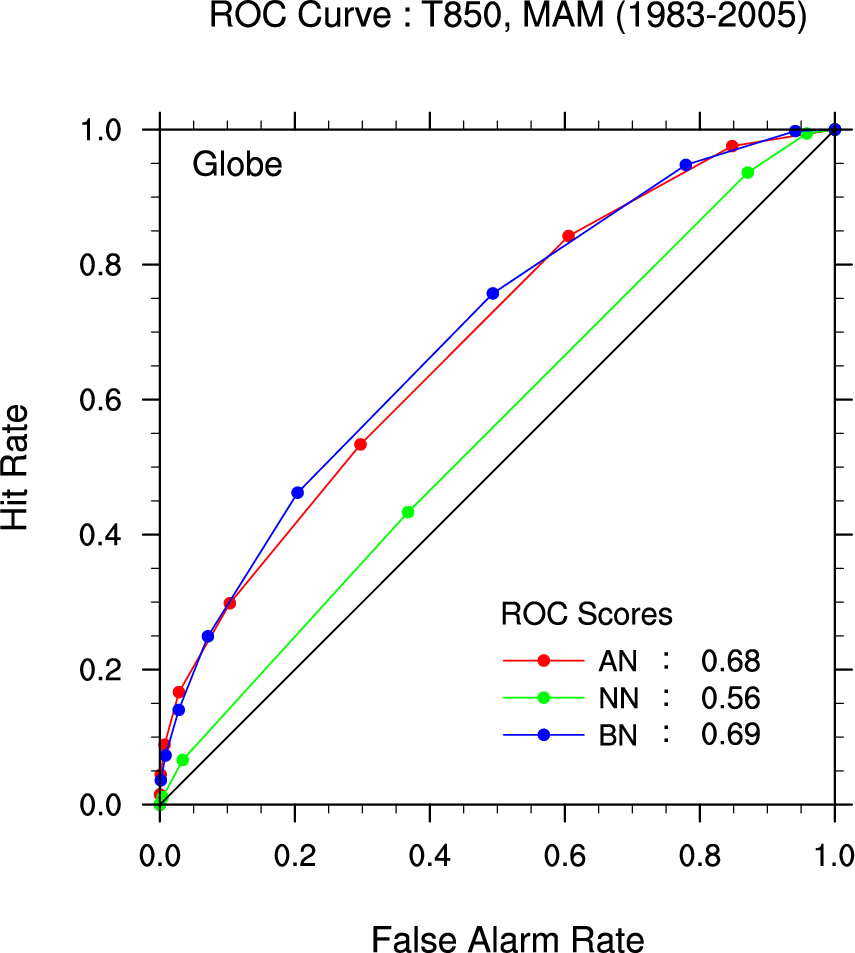 ROC Curve : T850, MAM (1983-2005)
Globe
1.0
0.8
0.6
0.4
0.2
0.0
Hit Rate
ROC Scores
AN : 0.68
NN : 0.56
BN : 0.69
0.0 0.2 0.4 0.6 0.8 1.0
False Alarm Rate